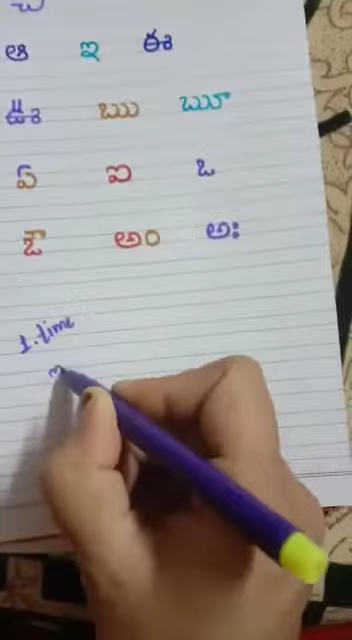 ఆ ఇ ఈ
ఊ ఋ ౠ
ఏ ఐ ఒ
ఔ అం అః
1. time